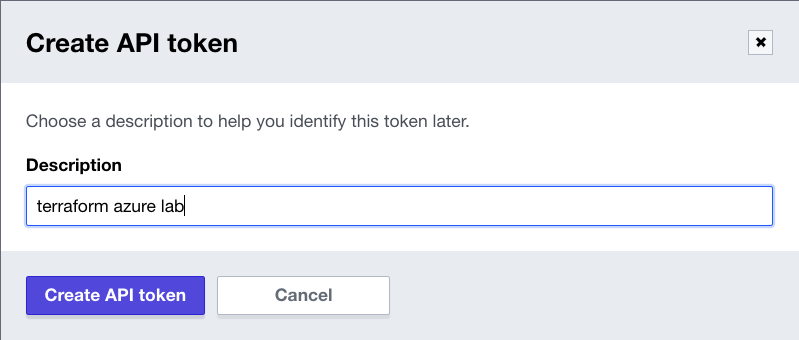 Create API token
Choose a description to help you identify this token later.
Description
terraform azure lab
Create API token
Cancel